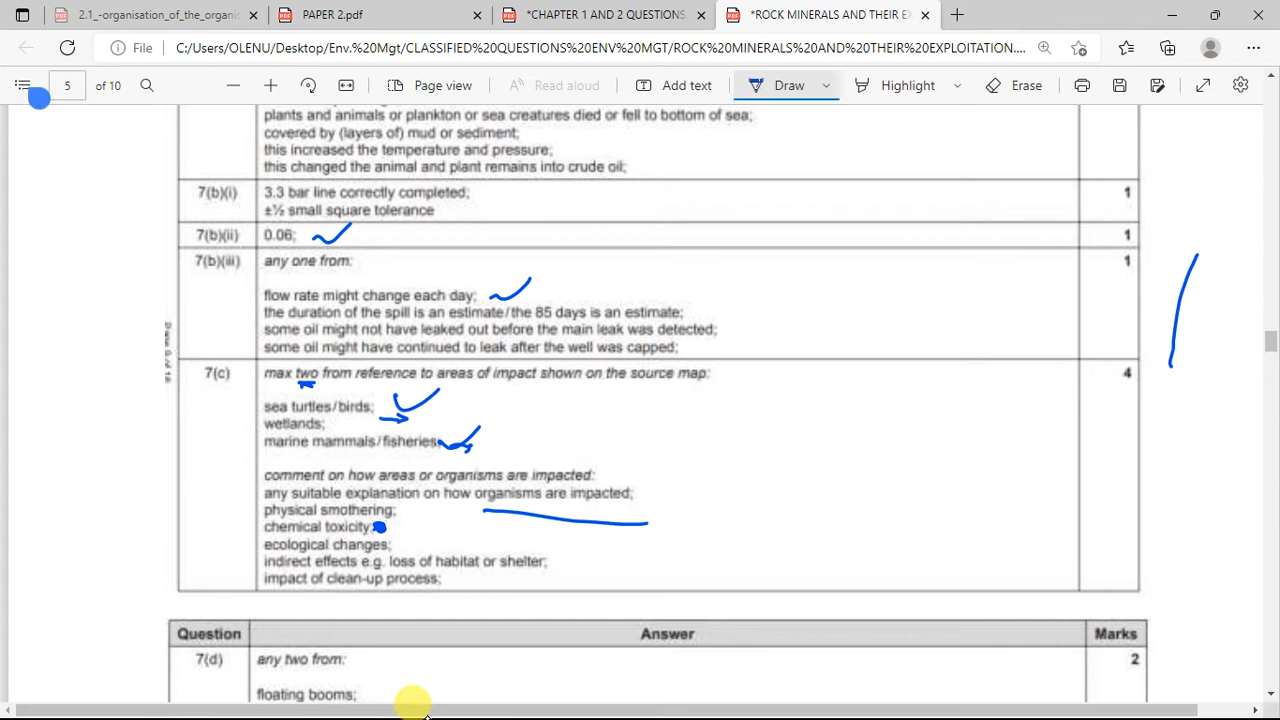 2.1_-organisation_of_the_organi
PAPER 2.pdf
*CHAPTER 1 AND 2 QUESTIONS
*ROCK MINERALS AND THEIR EX
File
C:/Users/OLENU/Desktop/Env.%20Mgt/CLASSIFIED%20QUESTIONS%20ENV%20MGT/ROCK%20MINERALS%20AND%20THEIR%20EXPLOITATION....
5 of 10
Page view
Read aloud
Add text
Draw
Highlight
Erase
plants and animals or plankton or sea creatures died or fell to bottom of sea;
covered by (layers of) mud or sediment;
this increased the temperature and pressure;
this changed the animal and plant remains into crude oil;
7(b)(i) 3.3 bar line correctly completed; 1
±½ small square tolerance
7(b)(ii) 0.06; 1
7(b)(iii) any one from: 1
flow rate might change each day;
the duration of the spill is an estimate/the 85 days is an estimate;
some oil might not have leaked out before the main leak was detected;
some oil might have continued to leak after the well was capped;
7(c) max two from reference to areas of impact shown on the source map: 4
sea turtles/birds;
wetlands;
marine mammals/fisheries
comment on how areas or organisms are impacted:
any suitable explanation on how organisms are impacted;
physical smothering;
chemical toxicity;
ecological changes;
indirect effects e.g. loss of habitat or shelter;
impact of clean-up process;
Question Answer Marks
7(d) any two from: 2
floating booms;